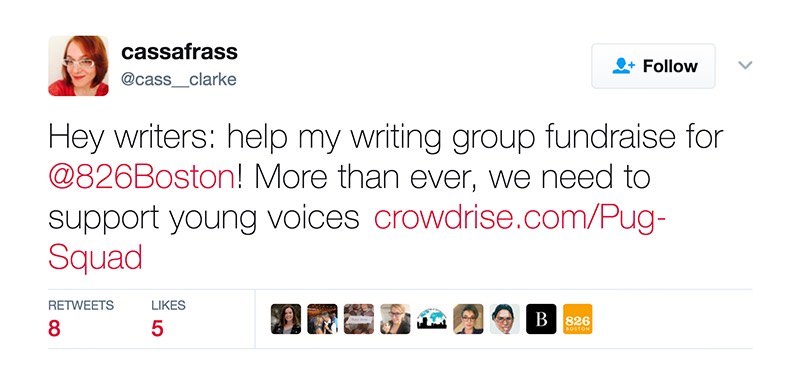 cassafrass
@cass__clarke
Follow
Hey writers: help my writing group fundraise for
@826Boston! More than ever, we need to
support young voices crowdrise.com/Pug-
Squad
RETWEETS LIKES
8 5
B 826
BOSTON